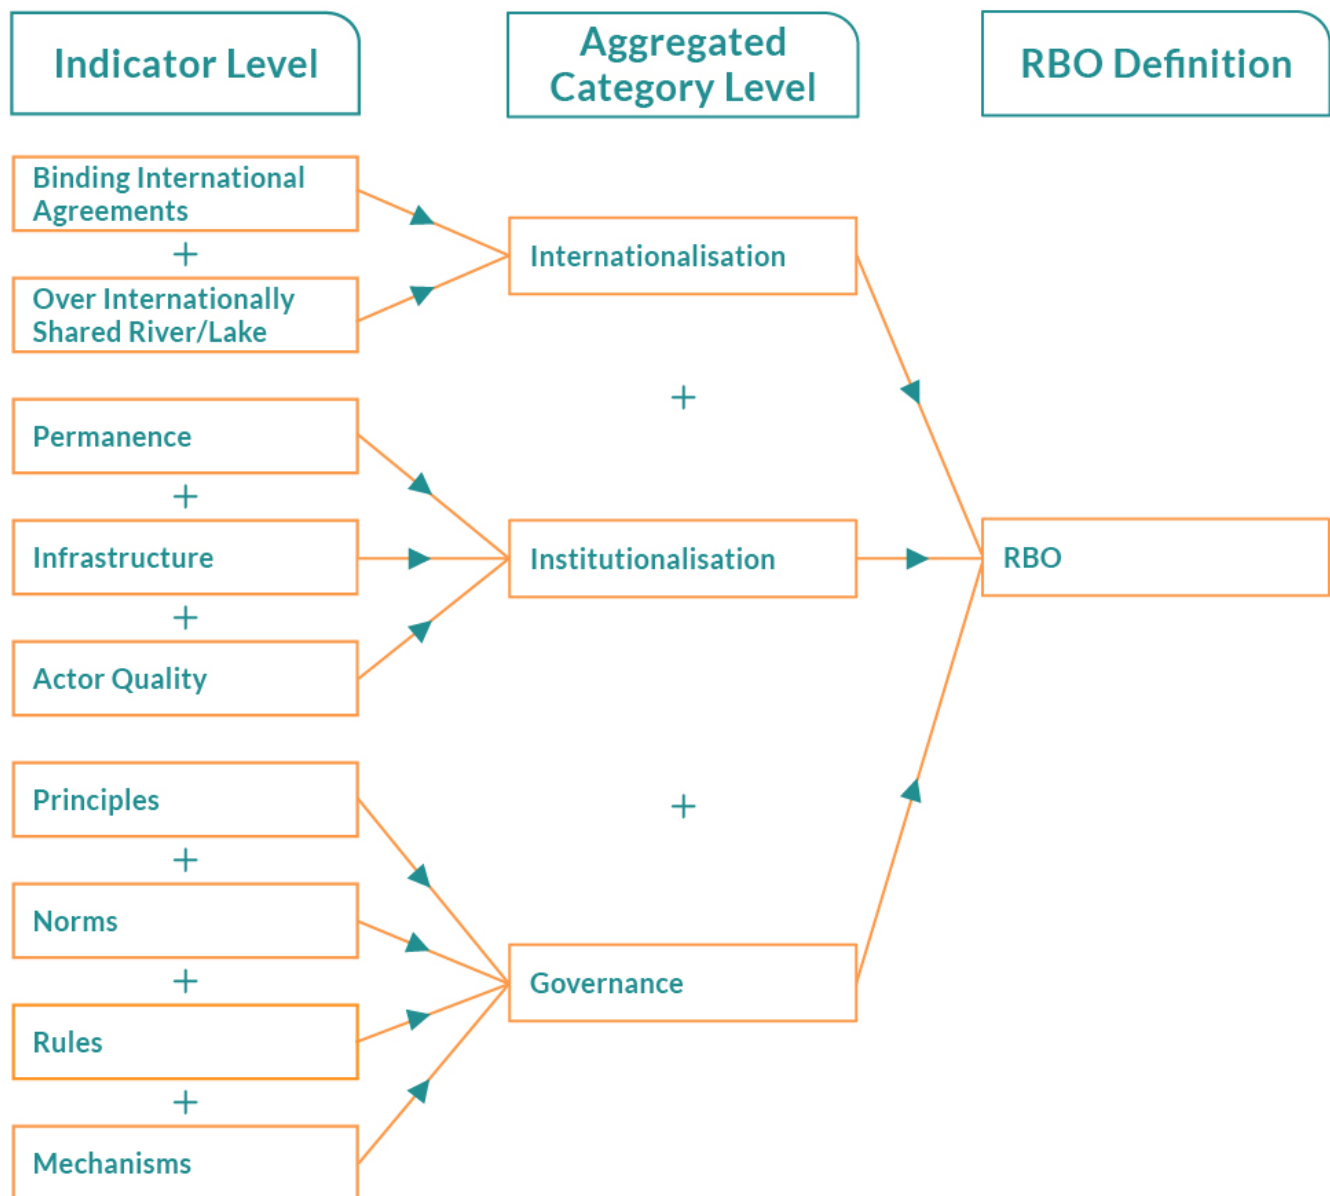 Indicator Level
Aggregated
Category Level
RBO Definition
Binding International
Agreements
+
Over Internationally
Shared River/Lake
Internationalisation
+
Permanence
+
Infrastructure
+
Actor Quality
Institutionalisation
RBO
+
Principles
+
Norms
+
Rules
+
Mechanisms
Governance